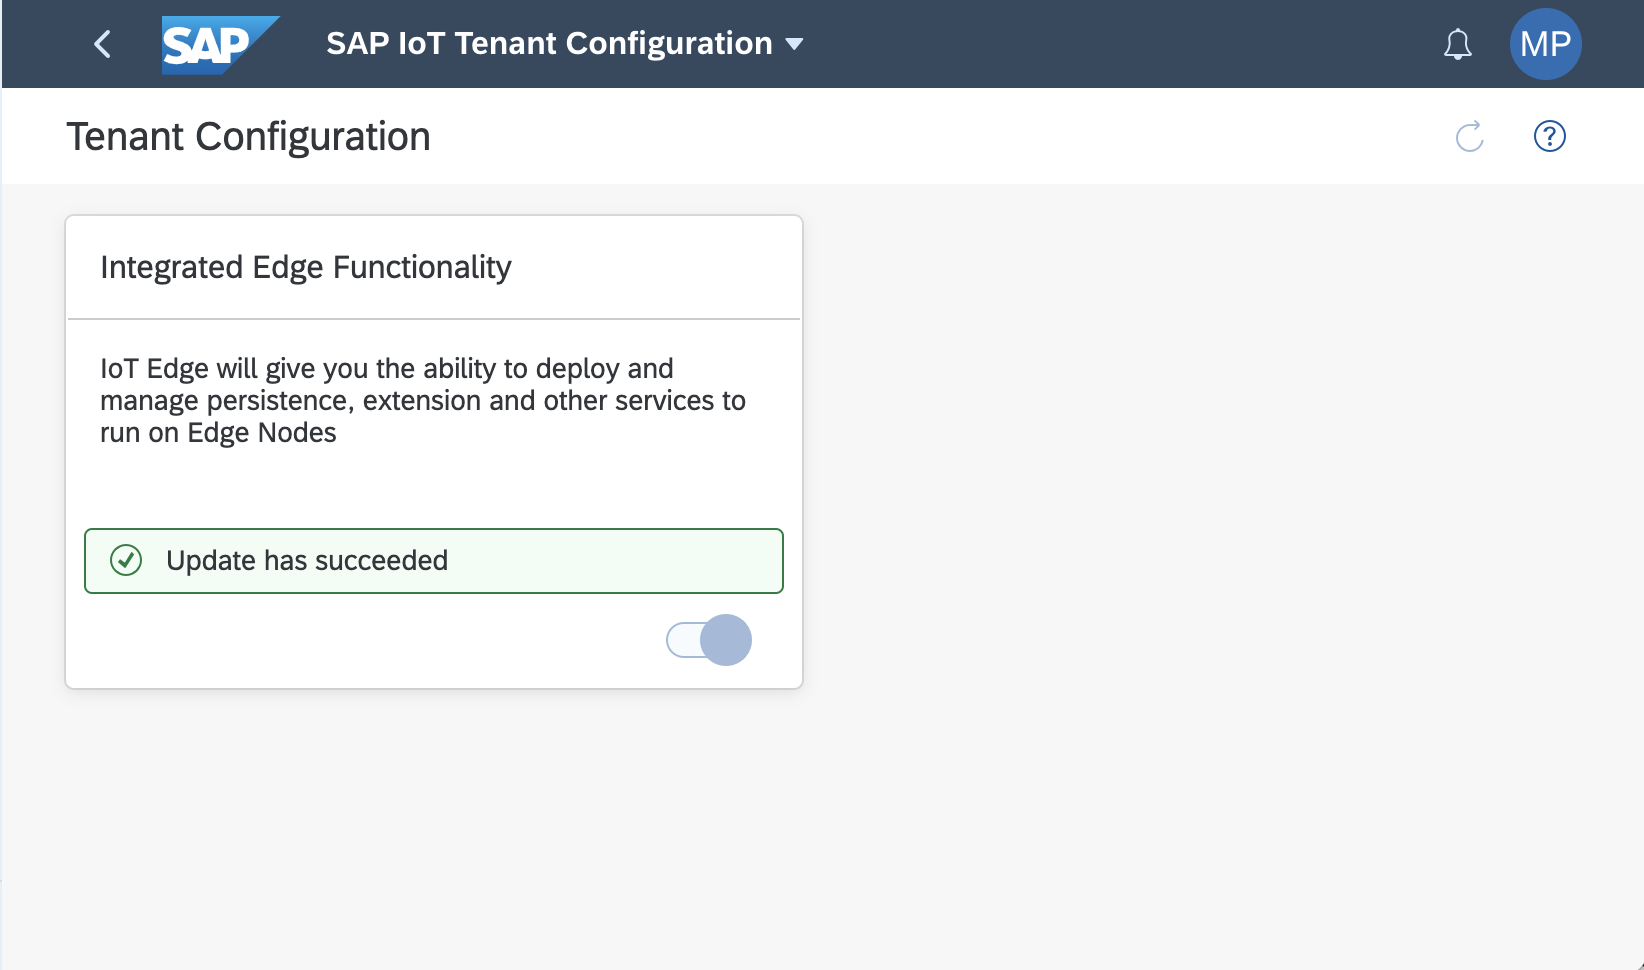 SAP SAP IoT Tenant Configuration MP
Tenant Configuration
?
Integrated Edge Functionality
IoT Edge will give you the ability to deploy and
manage persistence, extension and other services to
run on Edge Nodes
Update has succeeded